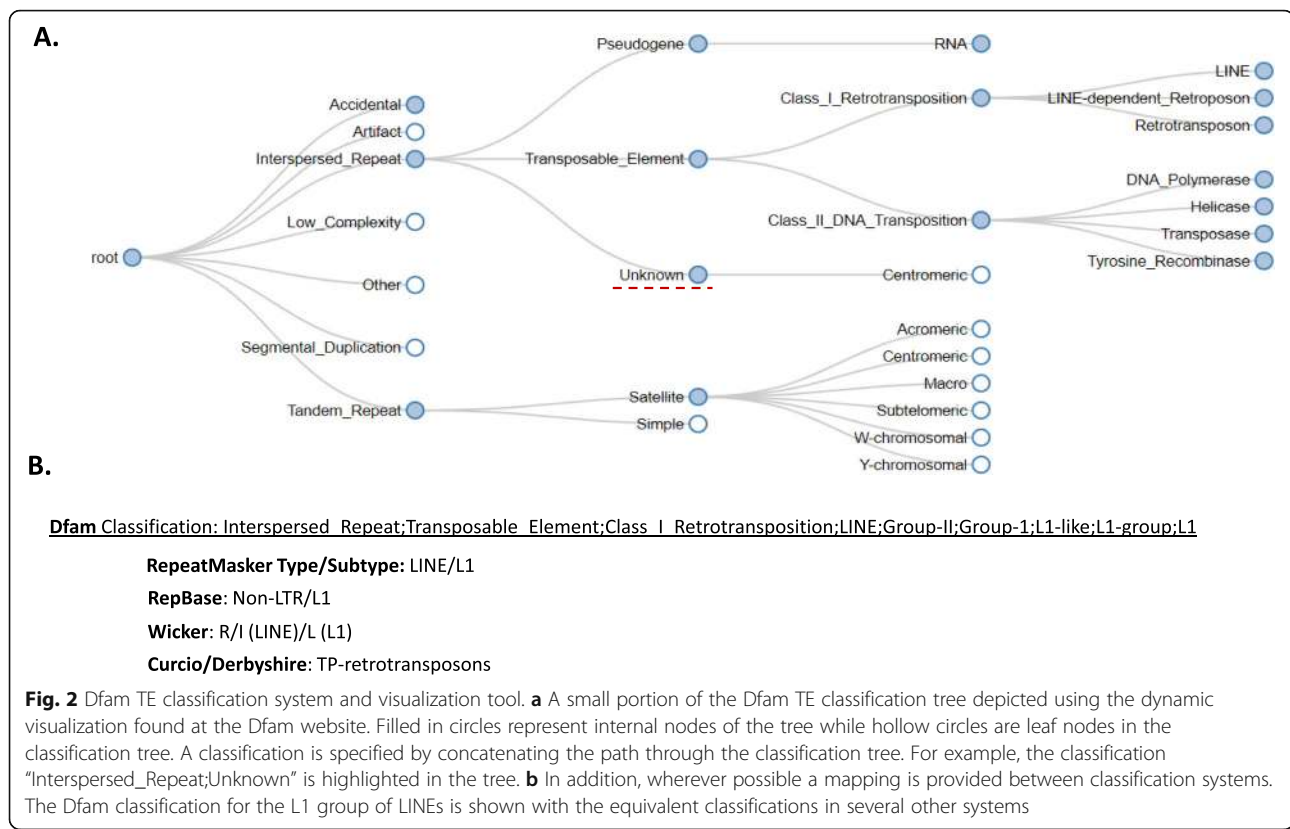 A.
Pseudogene
RNA
LINE
Accidental
Class_I_Retrotransposition
LINE-dependent_Retroposon
Artifact
Retrotransposon
Interspersed_Repeat
Transposable_Element
DNA_Polymerase
Helicase
Low_Complexity
Class_II_DNA_Transposition
Transposase
root
Tyrosine_Recombinase
Unknown
Centromeric
Other
Acromeric
Segmental_Duplication
Centromeric
Macro
Satellite
Tandem_Repeat
Subtelomeric
Simple
W-chromosomal
Y-chromosomal
B.
Dfam Classification: Interspersed_Repeat;Transposable_Element;Class_I_Retrotransposition;LINE;Group-II;Group-1;L1-like;L1-group;L1
RepeatMasker Type/Subtype: LINE/L1
RepBase: Non-LTR/L1
Wicker: R/I (LINE)/L (L1)
Curcio/Derbyshire: TP-retrotransposons
Fig. 2 Dfam TE classification system and visualization tool. a A small portion of the Dfam TE classification tree depicted using the dynamic
visualization found at the Dfam website. Filled in circles represent internal nodes of the tree while hollow circles are leaf nodes in the
classification tree. A classification is specified by concatenating the path through the classification tree. For example, the classification
“Interspersed_Repeat;Unknown” is highlighted in the tree. b In addition, wherever possible a mapping is provided between classification systems.
The Dfam classification for the L1 group of LINEs is shown with the equivalent classifications in several other systems